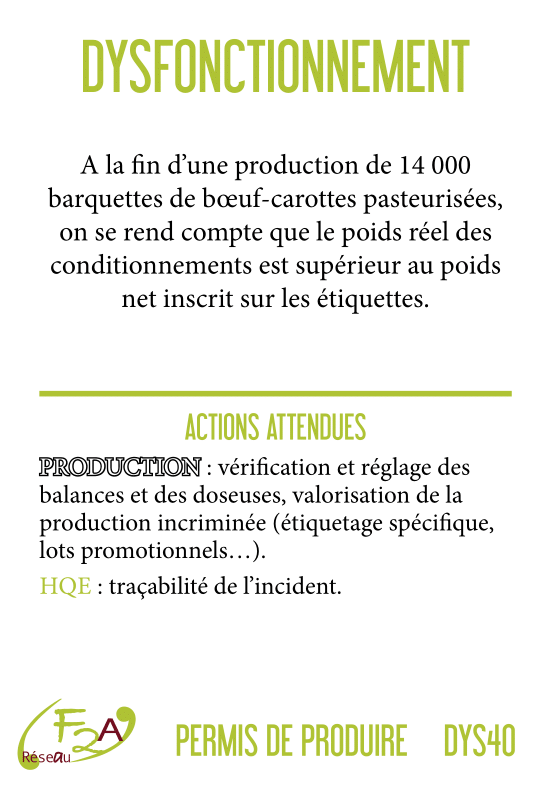 DYSFONCTIONNEMENT
A la fin d’une production de 14 000
barquettes de bœuf-carottes pasteurisées,
on se rend compte que le poids réel des
conditionnements est supérieur au poids
net inscrit sur les étiquettes.
ACTIONS ATTENDUES
PRODUCTION : vérification et réglage des
balances et des doseuses, valorisation de la
production incriminée (étiquetage spécifique,
lots promotionnels…).
HQE : traçabilité de l’incident.
F2A
Réseau
PERMIS DE PRODUIRE DYS40